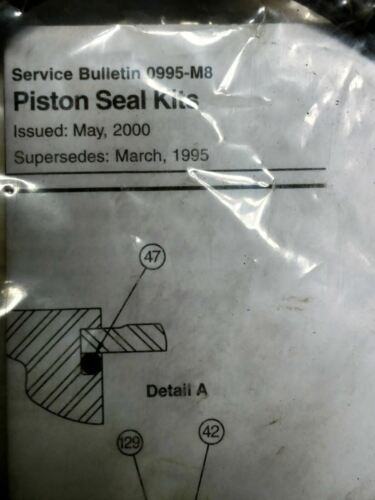 Service Bulletin 0995-M8
Piston Seal Kits
Issued: May, 2000
Supersedes: March, 1995
47
Detail A
129
42